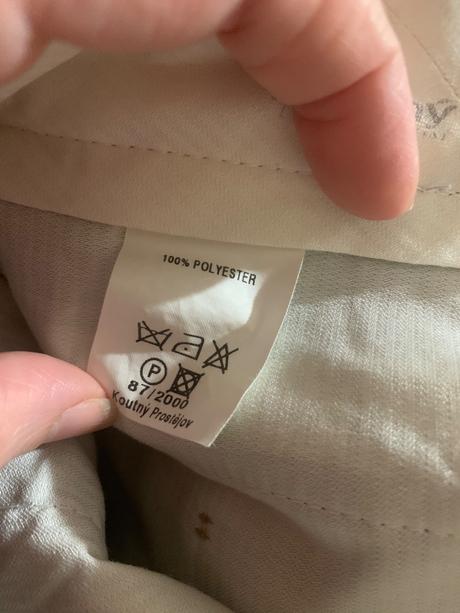 100% POLYESTER
P
87/2000
Koutný Prostějov